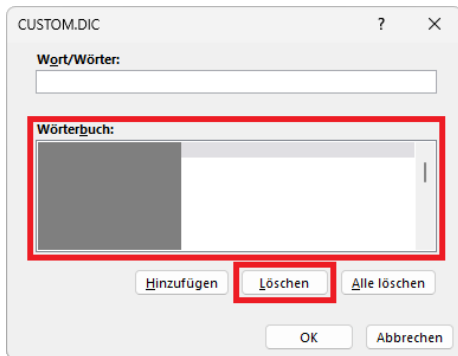 CUSTOM.DIC ? ×
Wort/Wörter:
Wörterbuch:
Hinzufügen Löschen Alle löschen
OK Abbrechen